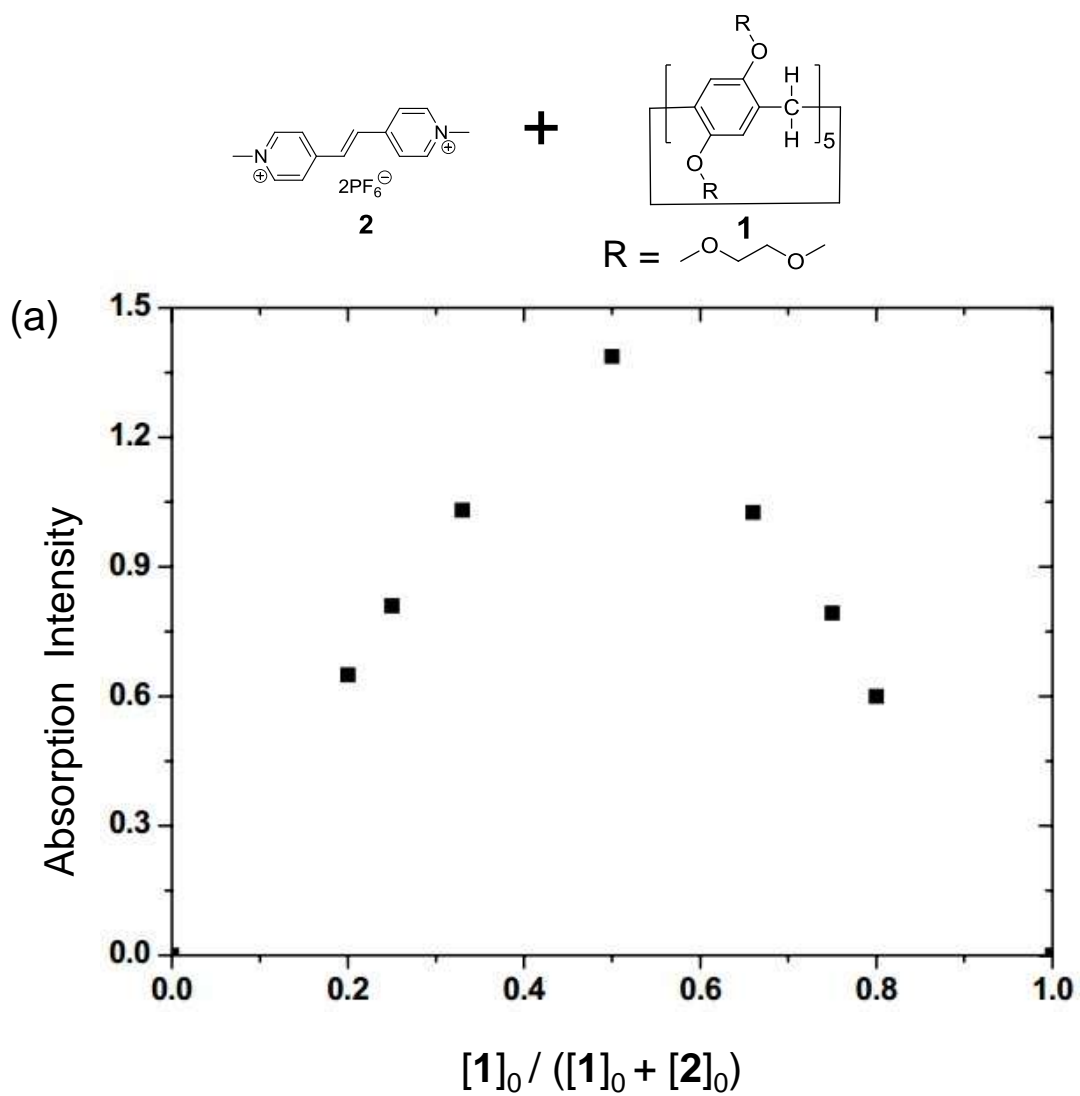 R
O
H
N
⊕
+
C
N
⊕
H
5
2PF₆⊖
O
R
2
1
R = O O
(a)
1.5
1.2
0.9
0.6
0.3
0.0
Absorption Intensity
0.0 0.2 0.4 0.6 0.8 1.0
[1]₀ / ([1]₀ + [2]₀)